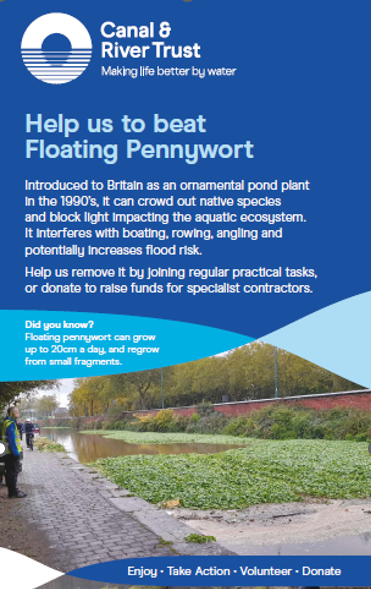 Canal &
River Trust
Making life better by water
Help us to beat
Floating Pennywort
Introduced to Britain as an ornamental pond plant
in the 1990's, it can crowd out native species
and block light impacting the aquatic ecosystem.
It interferes with boating, rowing, angling and
potentially increases flood risk.
Help us remove it by joining regular practical tasks,
or donate to raise funds for specialist contractors.
Did you know?
Floating pennywort can grow
up to 20cm a day, and regrow
from small fragments.
Enjoy • Take Action • Volunteer • Donate